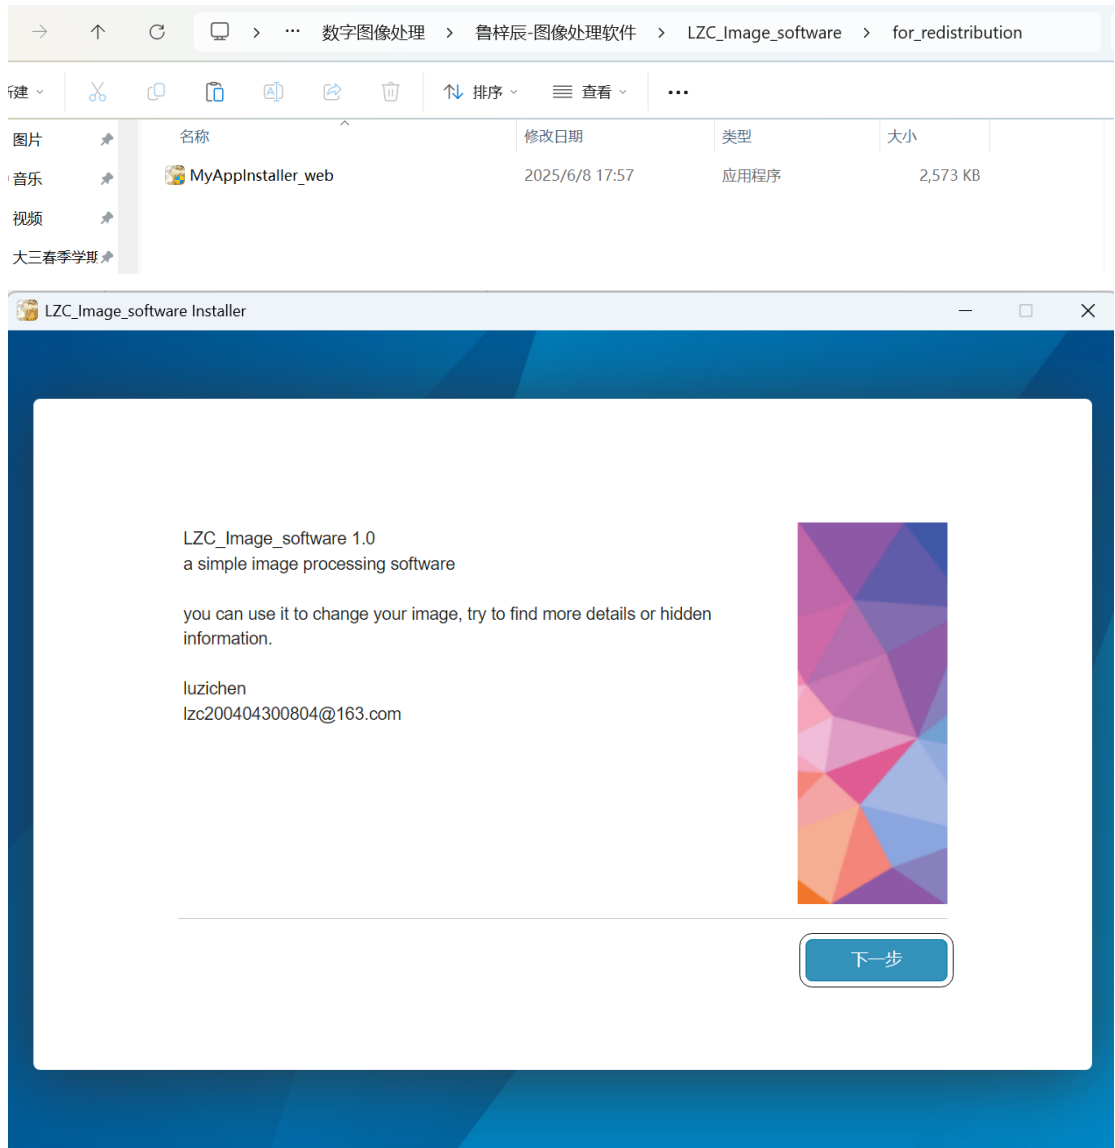 ··· 数字图像处理 > 鲁梓辰-图像处理软件 > LZC_Image_software > for_redistribution
排序 查看 ···
图片 名称 修改日期 类型 大小
音乐 MyAppInstaller_web 2025/6/8 17:57 应用程序 2,573 KB
视频
大三春季学期
LZC_Image_software Installer
LZC_Image_software 1.0
a simple image processing software
you can use it to change your image, try to find more details or hidden
information.
luzichen
lzc200404300804@163.com
下一步